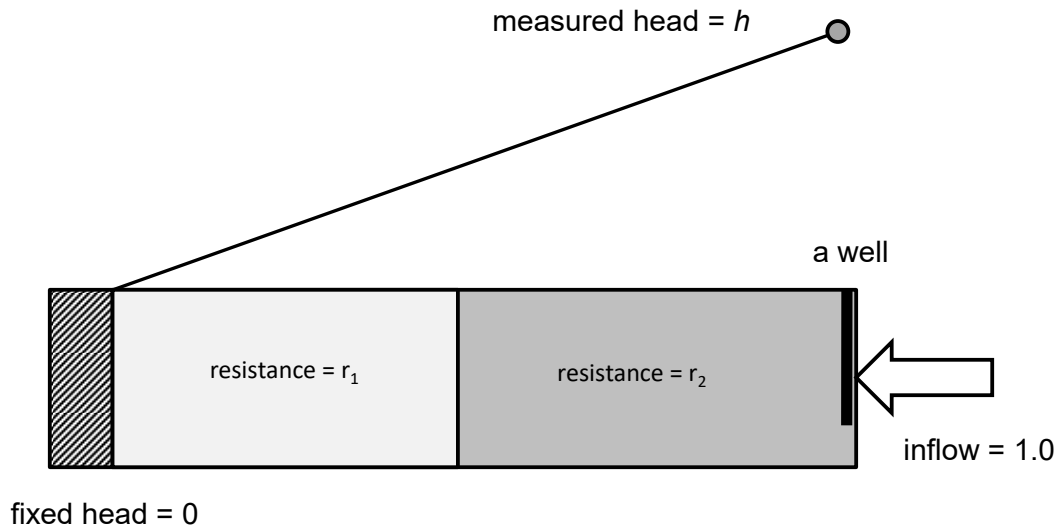 measured head = h
a well
resistance = r₁
resistance = r₂
inflow = 1.0
fixed head = 0